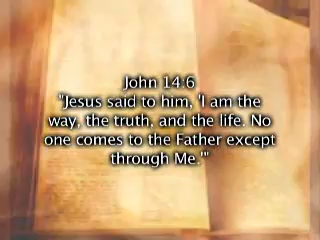 John 14:6
"Jesus said to him, 'I am the
way, the truth, and the life. No
one comes to the Father except
through Me.'"